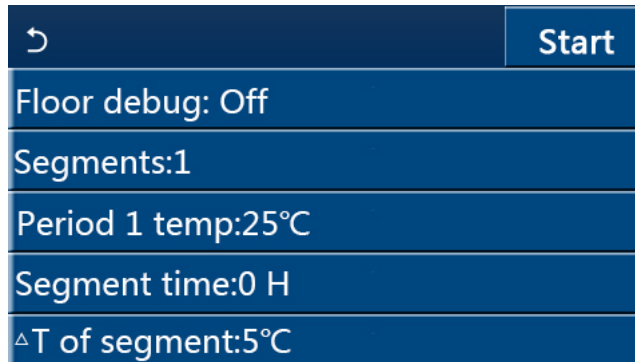 Start
Floor debug: Off
Segments:1
Period 1 temp:25℃
Segment time:0 H
△T of segment:5℃